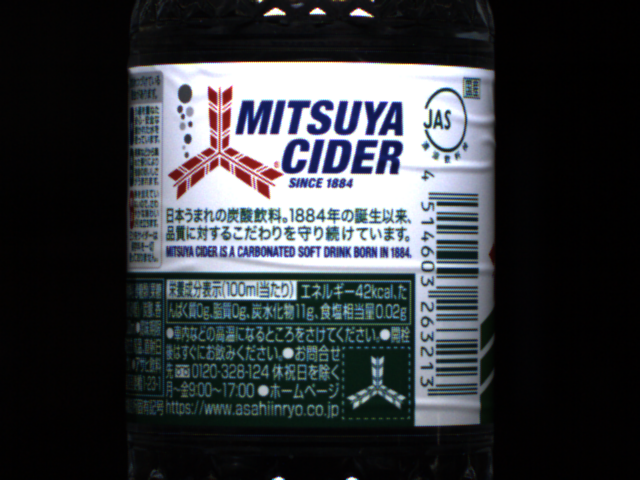 MITSUYA
CIDER
SINCE 1884
JAS
日本うまれの炭酸飲料。1884年の誕生以来、
品質に対するこだわりを守り続けています。
MITSUYA CIDER IS A CARBONATED SOFT DRINK BORN IN 1884.
栄養成分表示(100ml当たり) エネルギー42kcal、た
んぱく質0g、脂質0g、炭水化物11g、食塩相当量0.02g
●車内などの高温になるところをさけてください。●開栓
後はすぐにお飲みください。●お問合せ
先 0120-328-124 休祝日を除く
月~金9:00~17:00 ●ホームページ
https://www.asahiinryo.co.jp
4 514603 263213